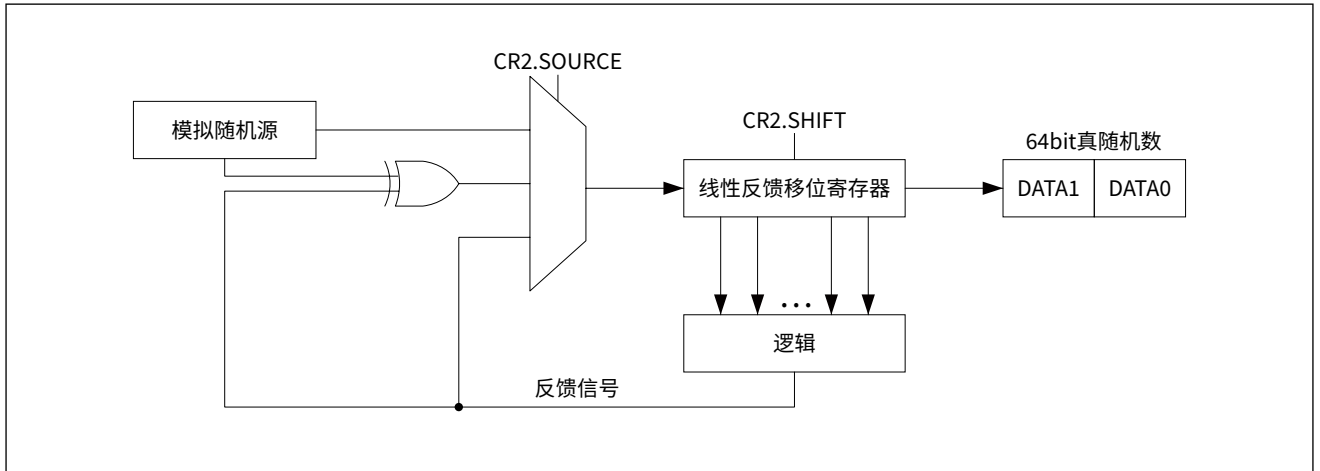 CR2.SOURCE
模拟随机源
CR2.SHIFT
64bit真随机数
线性反馈移位寄存器
DATA1
DATA0
...
逻辑
反馈信号